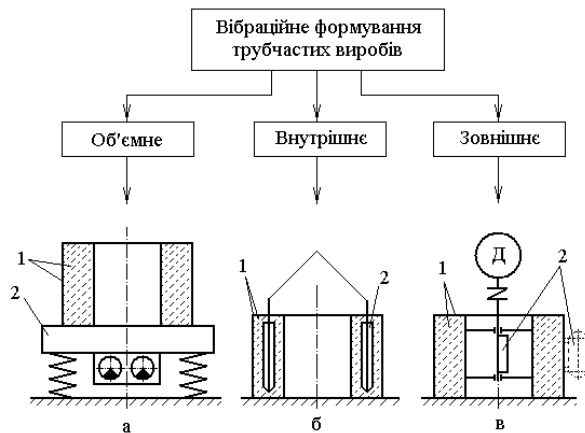 Вібраційне формування
трубчастих виробів
Об'ємне
Внутрішнє
Зовнішнє
1
2
а
1
2
б
Д
1
2
в